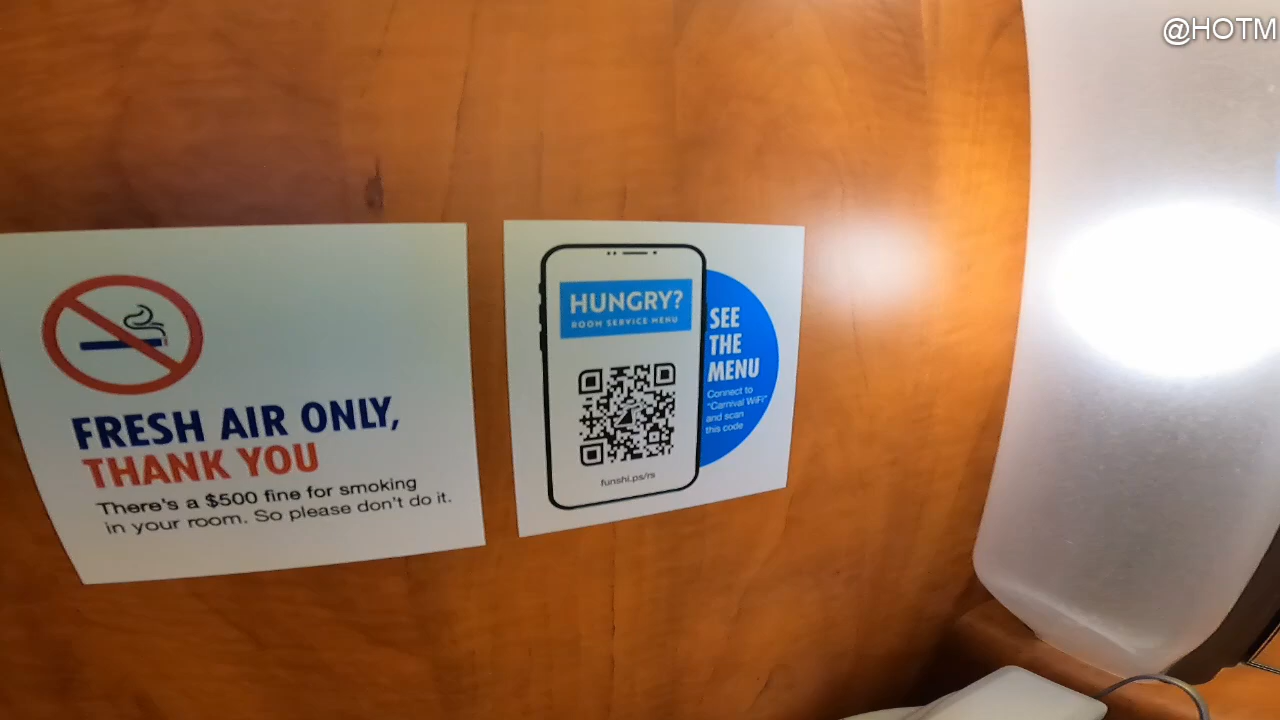 @HOTM
FRESH AIR ONLY,
THANK YOU
There's a $500 fine for smoking
in your room. So please don't do it.
HUNGRY?
ROOM SERVICE MENU
funshi.ps/rs
SEE
THE
MENU
Connect to
"Carnival WiFi"
and scan
this code